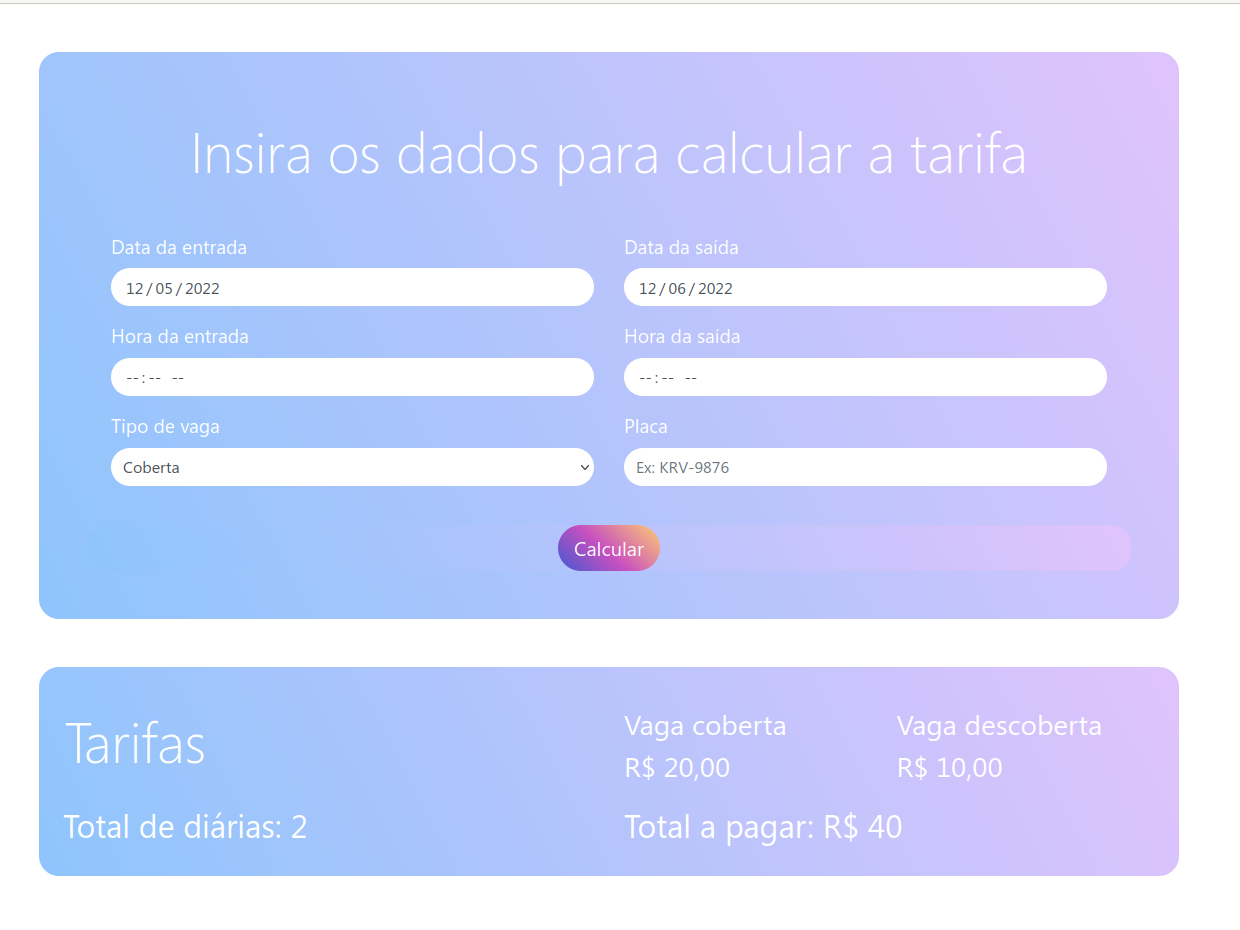 Insira os dados para calcular a tarifa
Data da entrada
Data da saída
12/05/2022
12/06/2022
Hora da entrada
Hora da saida
--:-- --
--:-- --
Tipo de vaga
Placa
Coberta
Ex: KRV-9876
Calcular
Tarifas
Vaga coberta
Vaga descoberta
R$ 20,00
R$ 10,00
Total de diárias: 2
Total a pagar: R$ 40